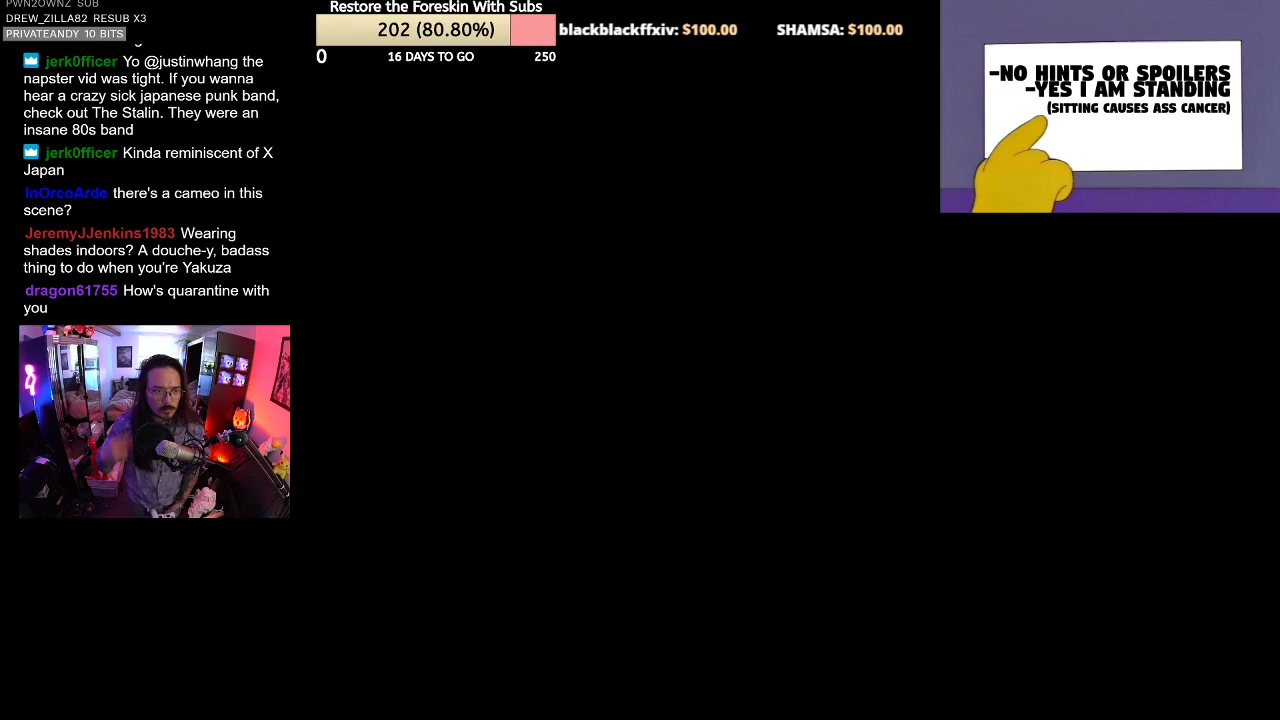 PWN2OWNZ SUB
DREW_ZILLA82 RESUB X3
PRIVATEANDY 10 BITS
jerk0fficer Yo @justinwhang the
napster vid was tight. If you wanna
hear a crazy sick japanese punk band,
check out The Stalin. They were an
insane 80s band
jerk0fficer Kinda reminiscent of X
Japan
InOrcoArde there's a cameo in this
scene?
JeremyJJenkins1983 Wearing
shades indoors? A douche-y, badass
thing to do when you're Yakuza
dragon61755 How's quarantine with
you
Restore the Foreskin With Subs
202 (80.80%)
0 16 DAYS TO GO 250
blackblackffxiv: $100.00 SHAMSA: $100.00
-NO HINTS OR SPOILERS
-YES I AM STANDING
(SITTING CAUSES ASS CANCER)